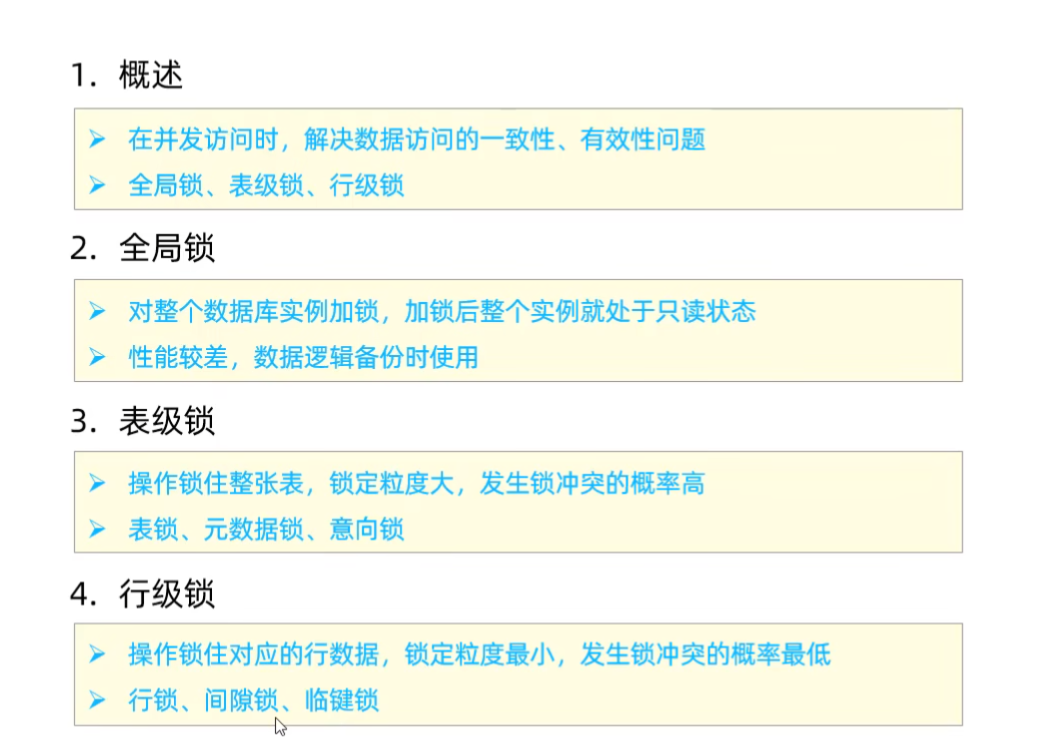 1. 概述
➢ 在并发访问时，解决数据访问的一致性、有效性问题
➢ 全局锁、表级锁、行级锁
2. 全局锁
➢ 对整个数据库实例加锁，加锁后整个实例就处于只读状态
➢ 性能较差，数据逻辑备份时使用
3. 表级锁
➢ 操作锁住整张表，锁定粒度大，发生锁冲突的概率高
➢ 表锁、元数据锁、意向锁
4. 行级锁
➢ 操作锁住对应的行数据，锁定粒度最小，发生锁冲突的概率最低
➢ 行锁、间隙锁、临键锁